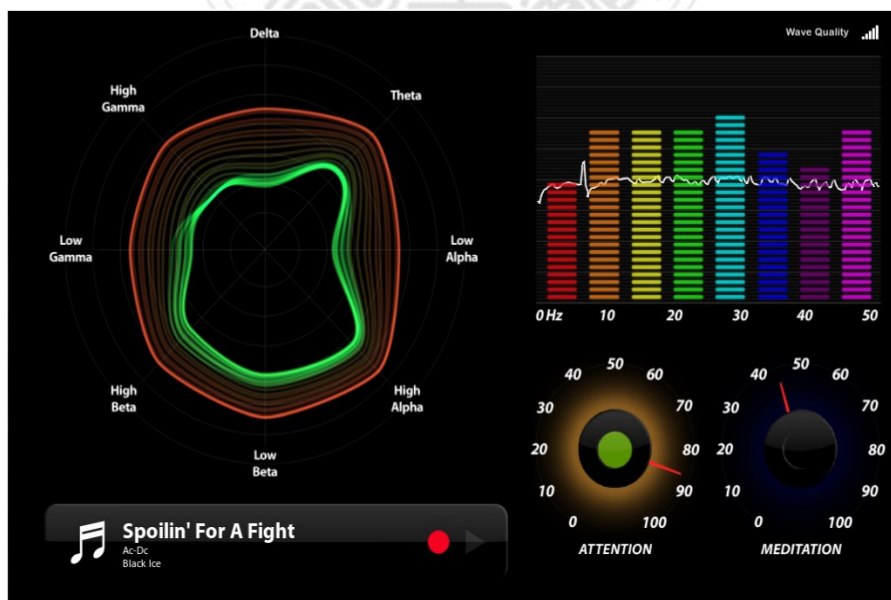 Delta
Theta
Low
Alpha
High
Alpha
Low
Beta
High
Beta
Low
Gamma
High
Gamma
Wave Quality
0 Hz 10 20 30 40 50
0 10 20 30 40 50 60 70 80 90 100
ATTENTION
0 10 20 30 40 50 60 70 80 90 100
MEDITATION
Spoilin' For A Fight
Ac-Dc
Black Ice